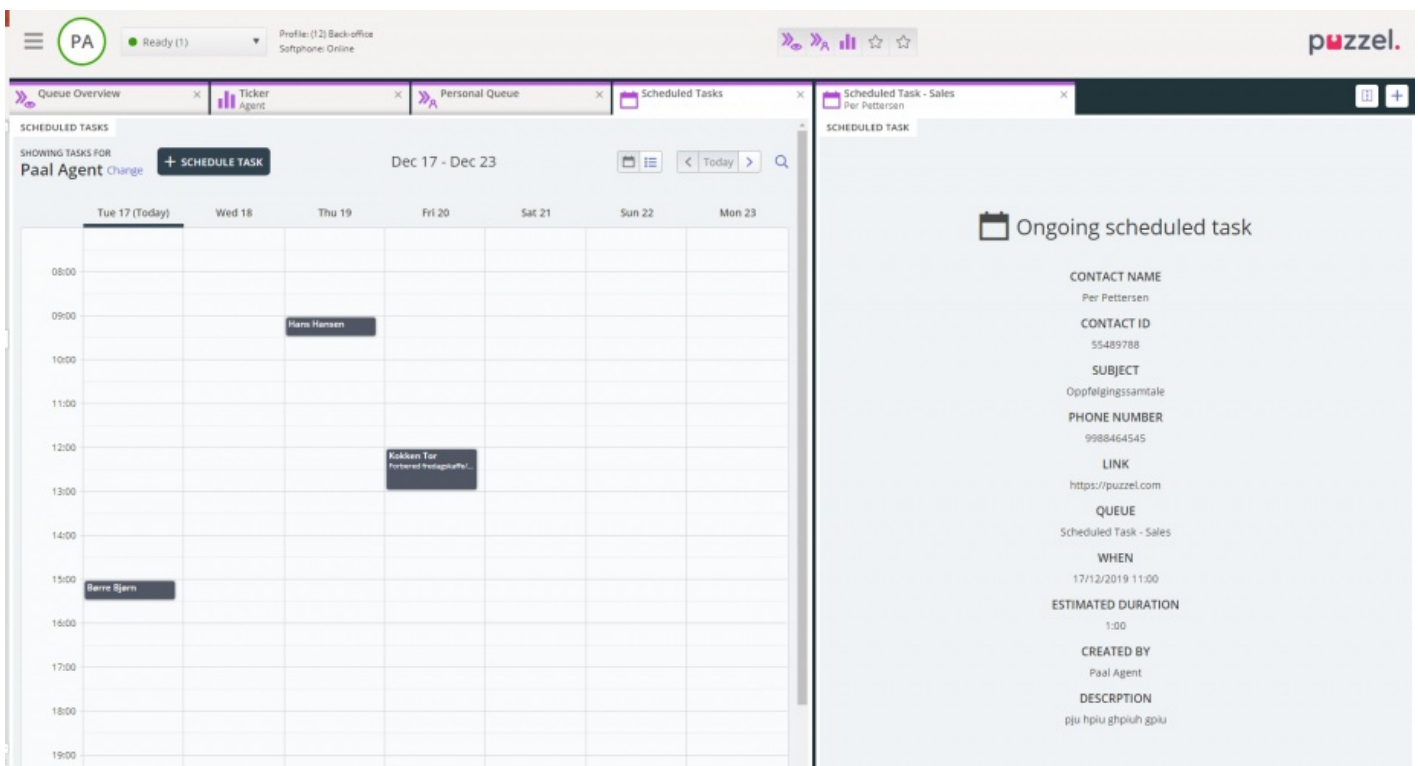 PA
Ready (1)
Profile: (12) Back-office
Softphone: Online
puzzel.
Queue Overview
Ticker
Agent
Personal Queue
Scheduled Tasks
Scheduled Task - Sales
Per Pettersen
SCHEDULED TASKS
SHOWING TASKS FOR
Paal Agent Change
+ SCHEDULE TASK
Dec 17 - Dec 23
Today
Tue 17 (Today) Wed 18 Thu 19 Fri 20 Sat 21 Sun 22 Mon 23
08:00
09:00
Hans Hansen
10:00
11:00
12:00
Kokken Tor
Forbered fredagskaffe/...
13:00
14:00
15:00
Børre Bjørn
16:00
17:00
18:00
19:00
SCHEDULED TASK
Ongoing scheduled task
CONTACT NAME
Per Pettersen
CONTACT ID
55489788
SUBJECT
Oppfølgingssamtale
PHONE NUMBER
9988464545
LINK
https://puzzel.com
QUEUE
Scheduled Task - Sales
WHEN
17/12/2019 11:00
ESTIMATED DURATION
1:00
CREATED BY
Paal Agent
DESCRPTION
pju hpiu ghpiuh gpiu